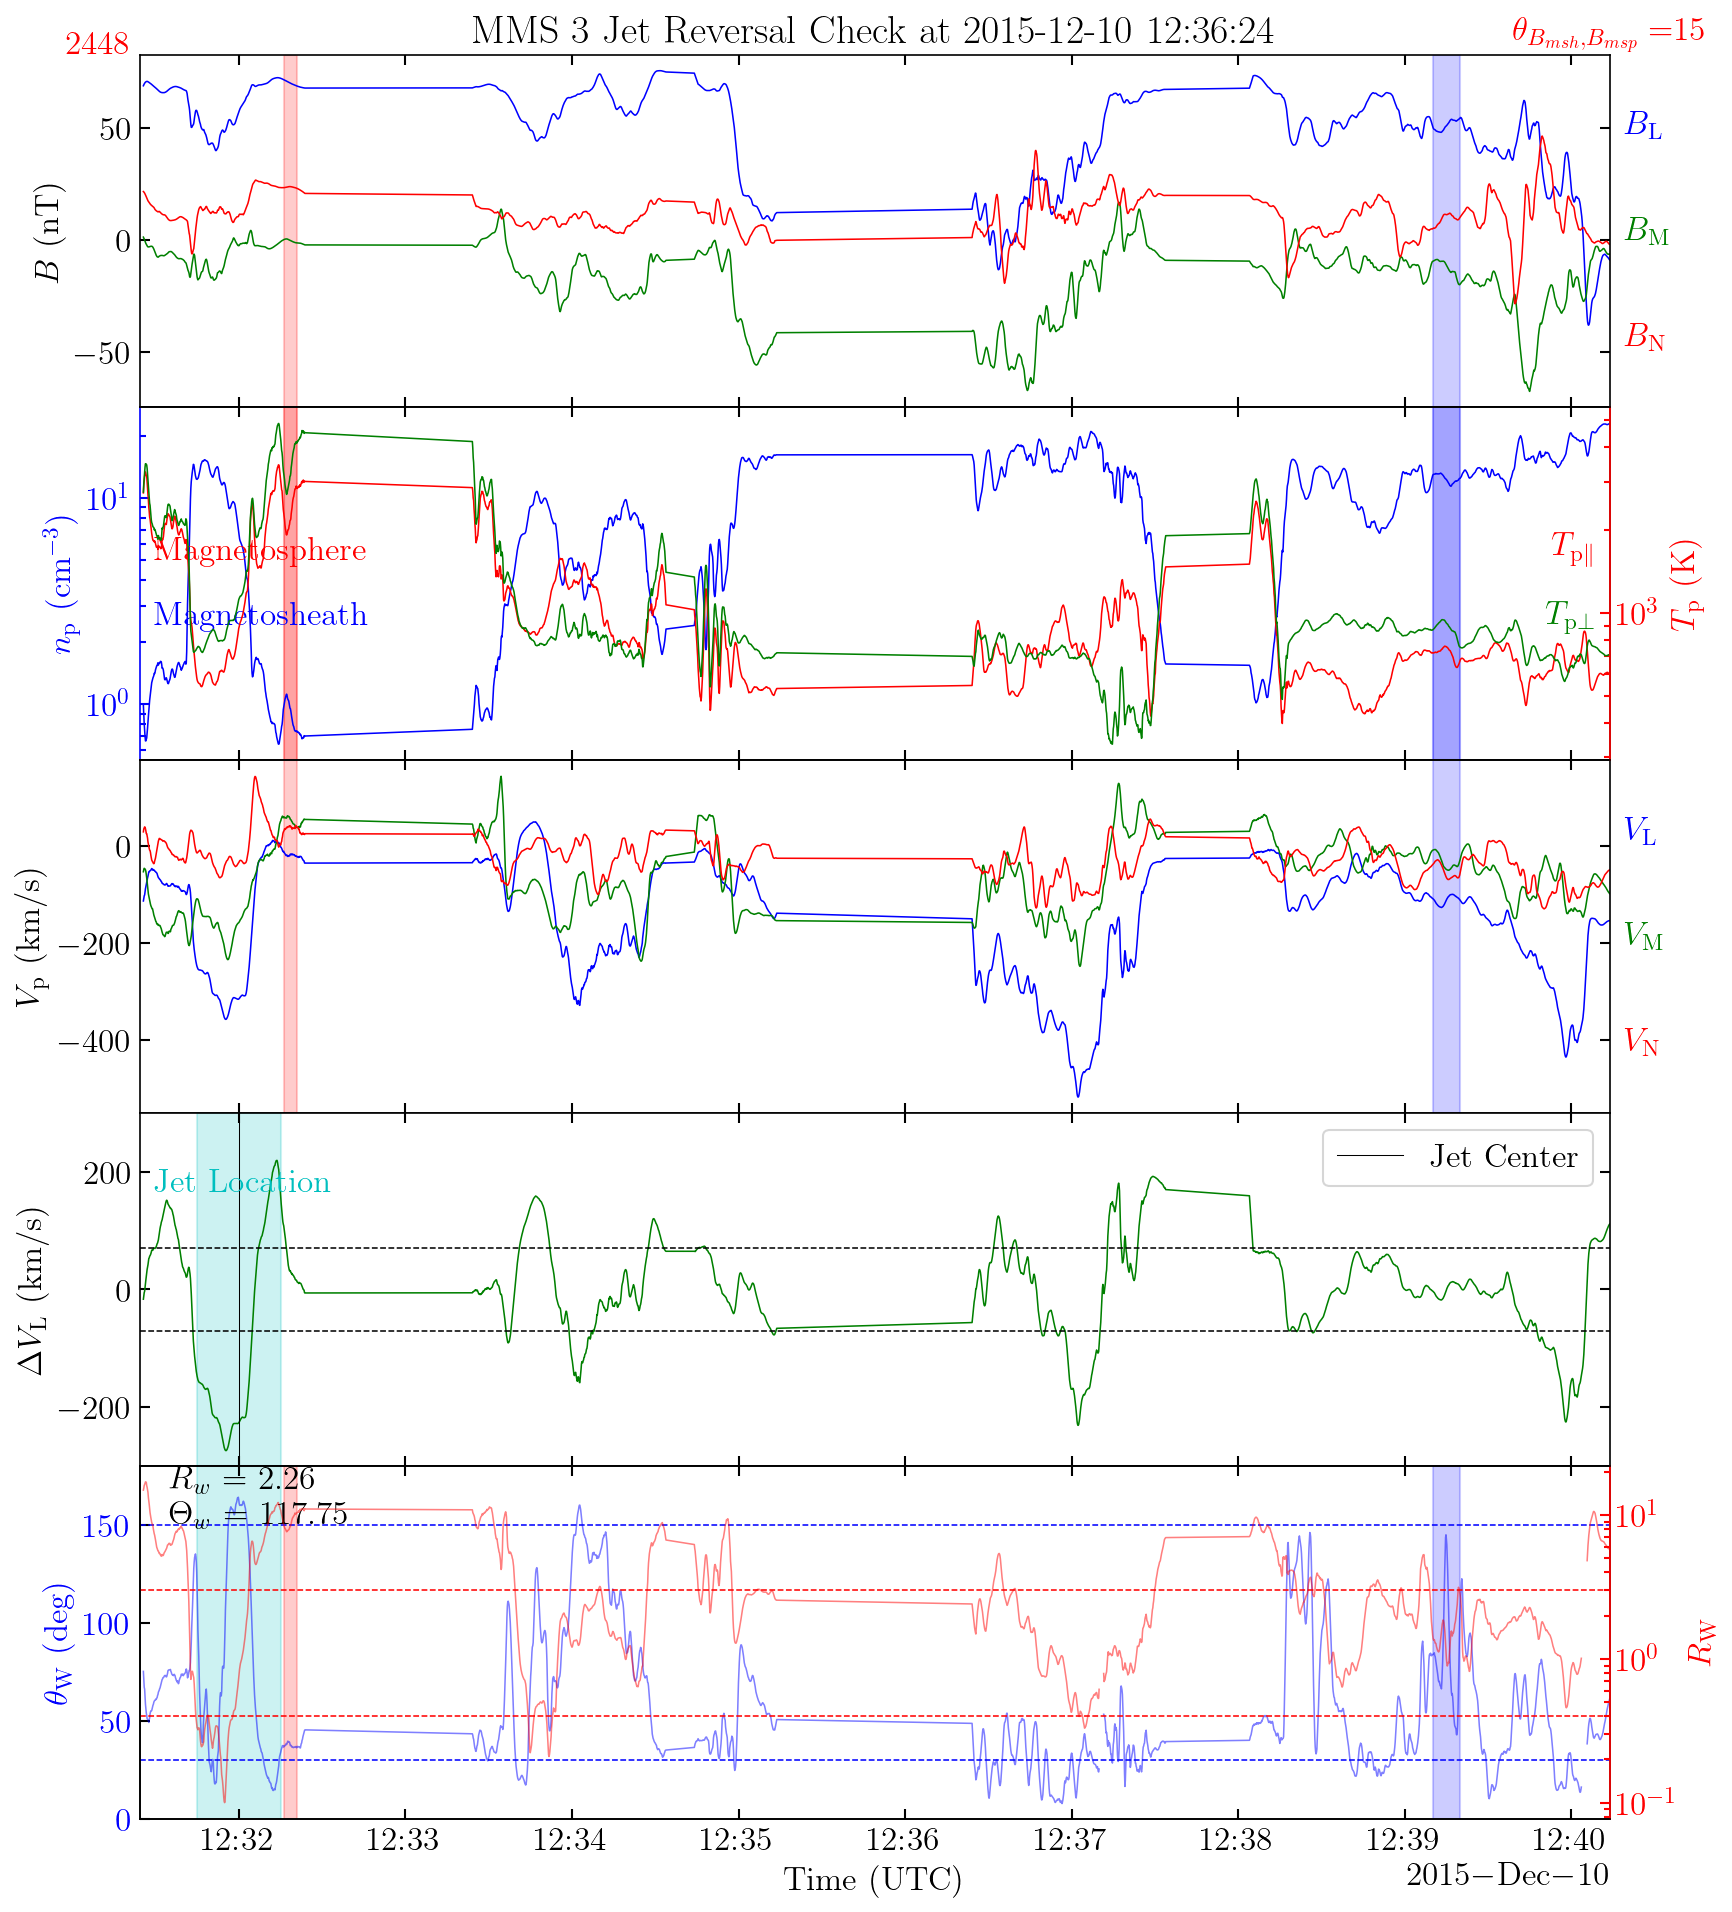 MMS 3 Jet Reversal Check at 2015-12-10 12:36:24
2448
θ_{B_{msh},B_{msp}} =15
B (nT)
50
0
−50
B_L
B_M
B_N
n_p (cm^{-3})
10^1
10^0
Magnetosphere
Magnetosheath
T_{p∥}
T_{p⊥}
10^3
T_p (K)
V_p (km/s)
0
−200
−400
V_L
V_M
V_N
ΔV_L (km/s)
200
0
−200
Jet Location
Jet Center
R_w = 2.26
Θ_w = 117.75
θ_W (deg)
150
100
50
0
10^1
10^0
10^{-1}
R_W
12:32 12:33 12:34 12:35 12:36 12:37 12:38 12:39 12:40
Time (UTC)
2015−Dec−10